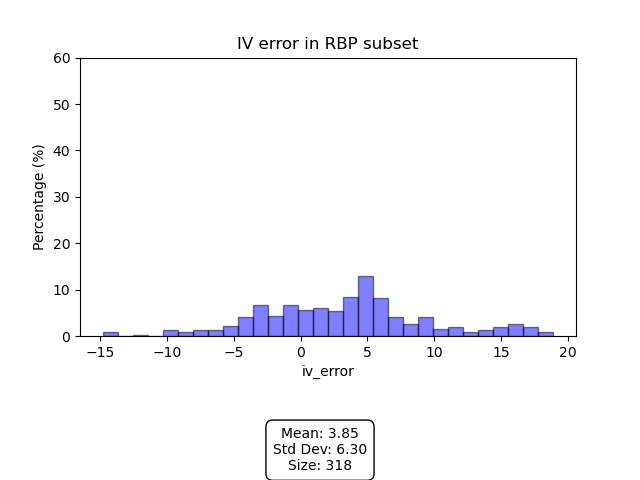 IV error in RBP subset
60
50
40
30
20
10
0
Percentage (%)
−15
−10
−5
0
5
10
15
20
iv_error
Mean: 3.85
Std Dev: 6.30
Size: 318